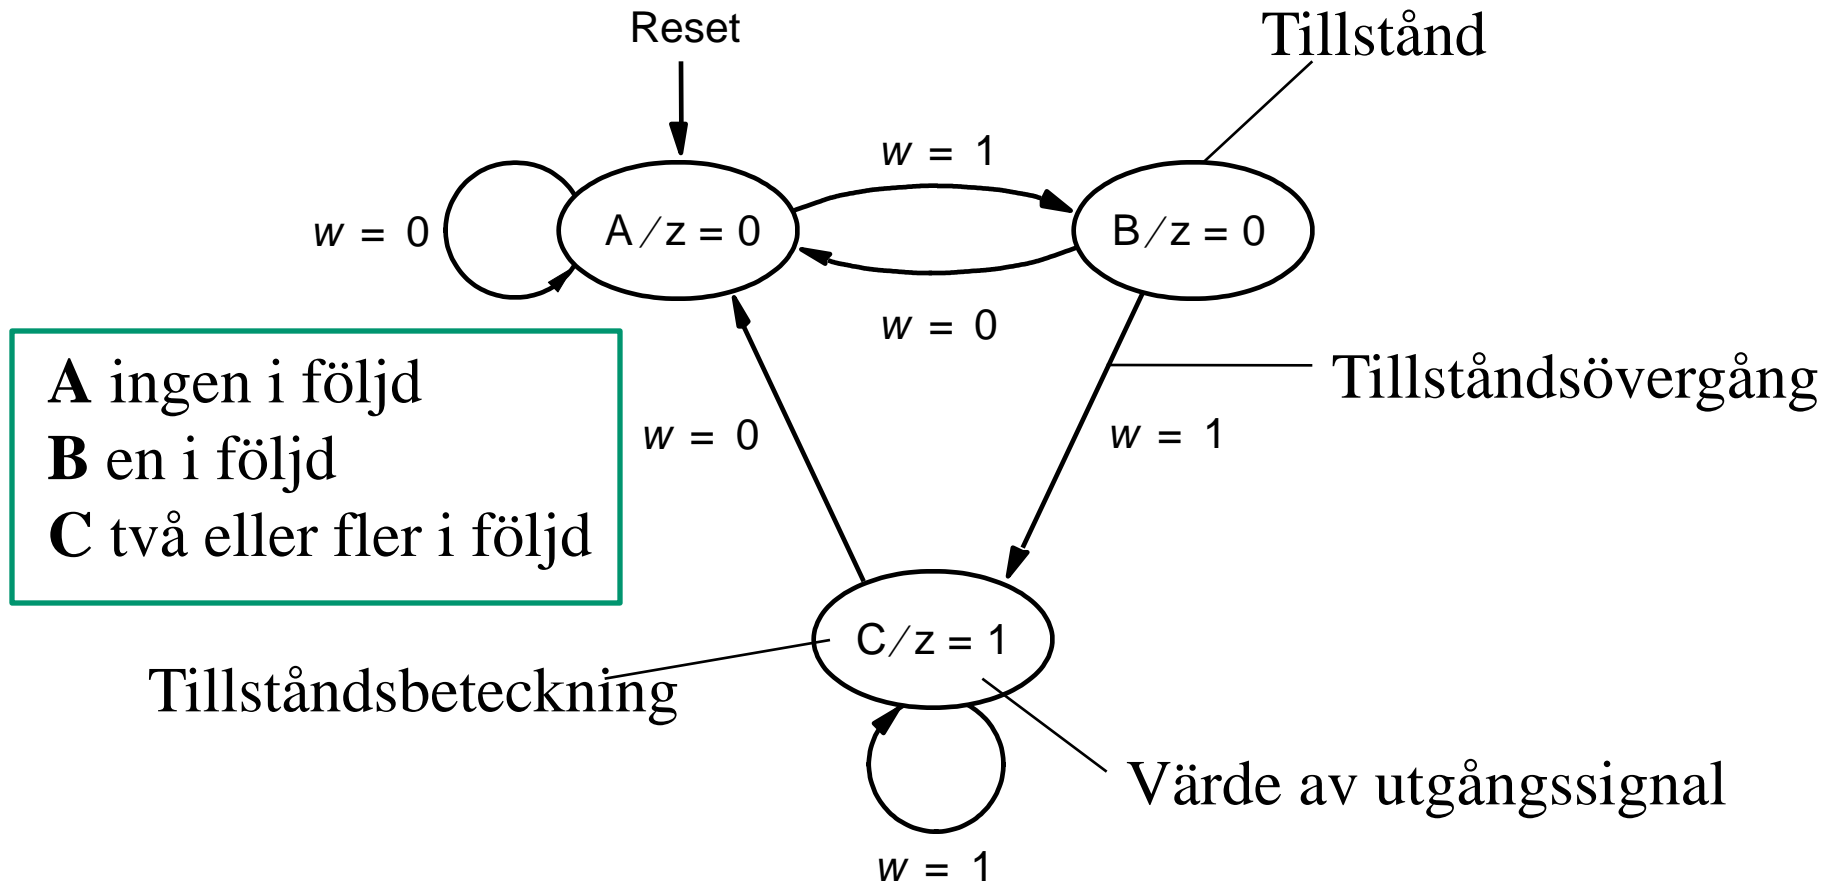 Reset
Tillstånd
w = 1
w = 0
A/z = 0
B/z = 0
w = 0
A ingen i följd
B en i följd
C två eller fler i följd
Tillståndsövergång
w = 0
w = 1
C/z = 1
Tillståndsbeteckning
Värde av utgångssignal
w = 1